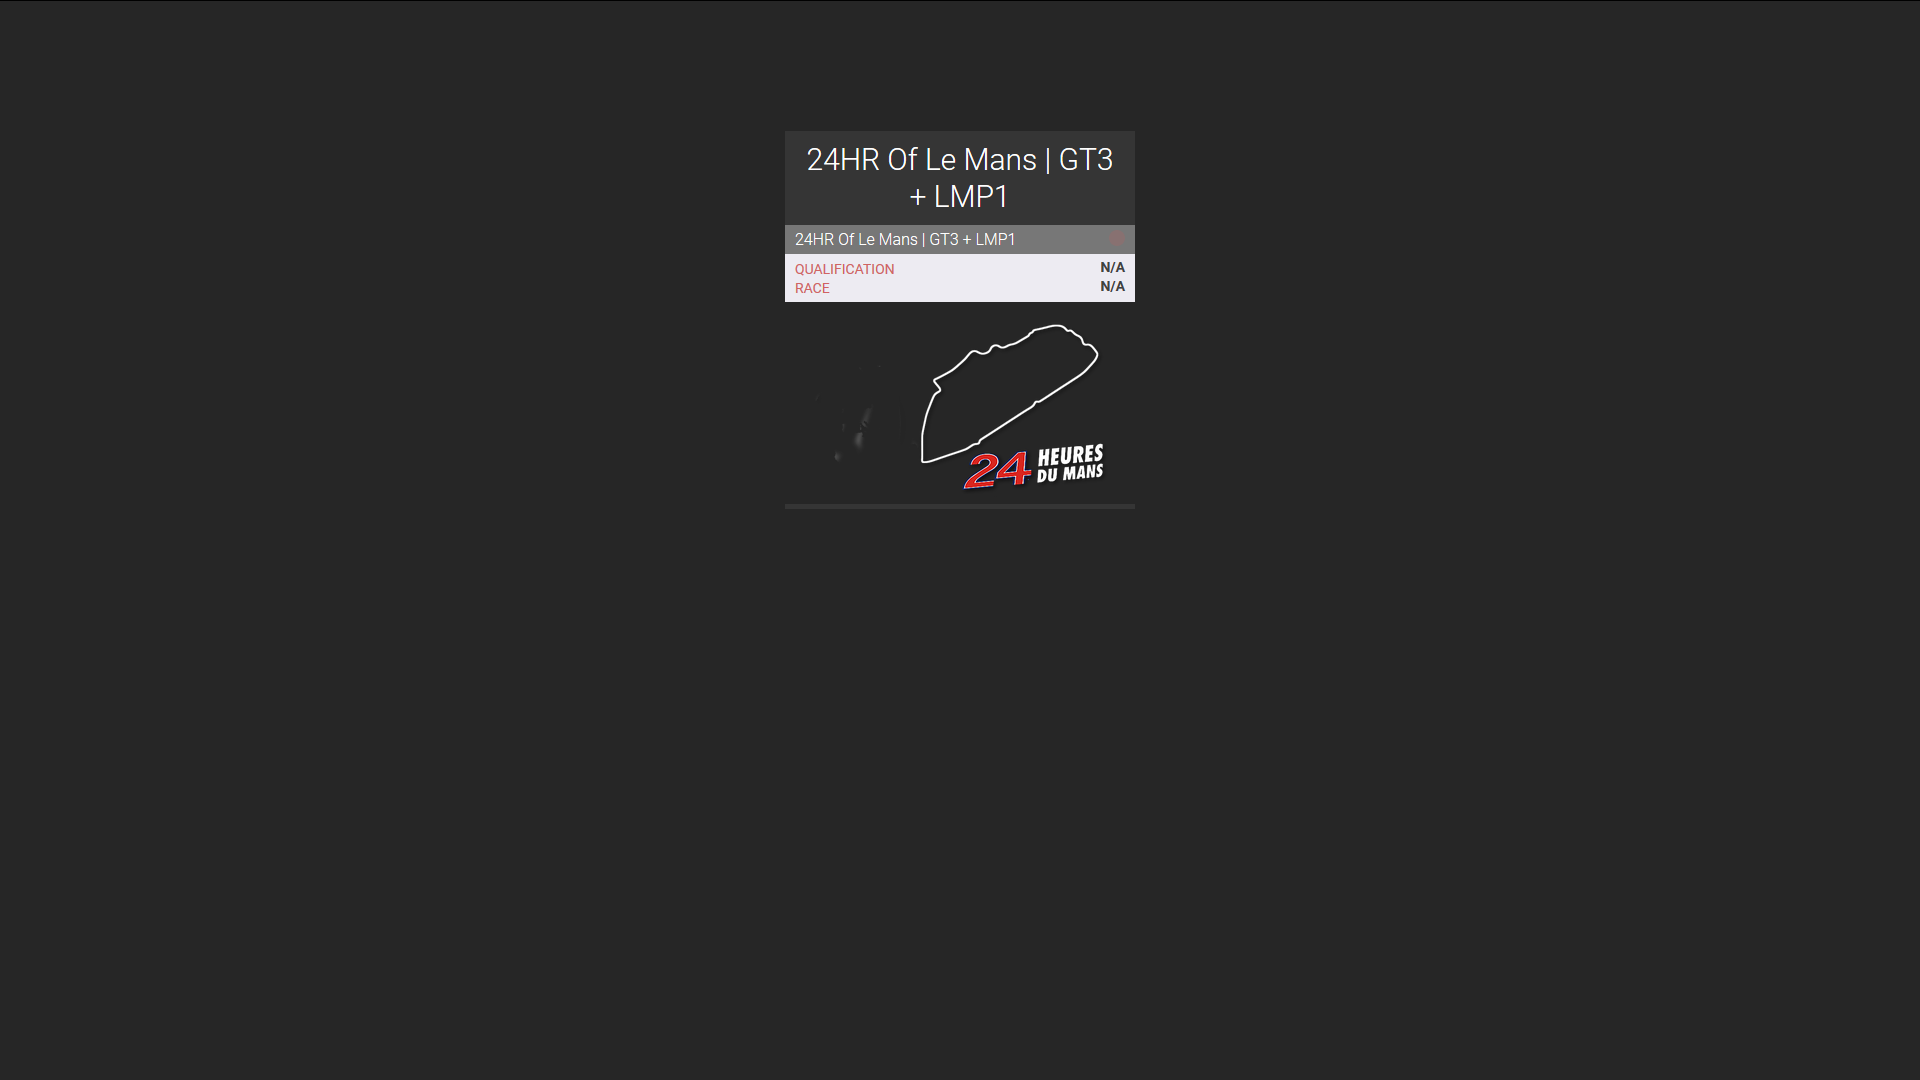 24HR Of Le Mans | GT3
+ LMP1
24HR Of Le Mans | GT3 + LMP1
QUALIFICATION N/A
RACE N/A
24 HEURES
DU MANS